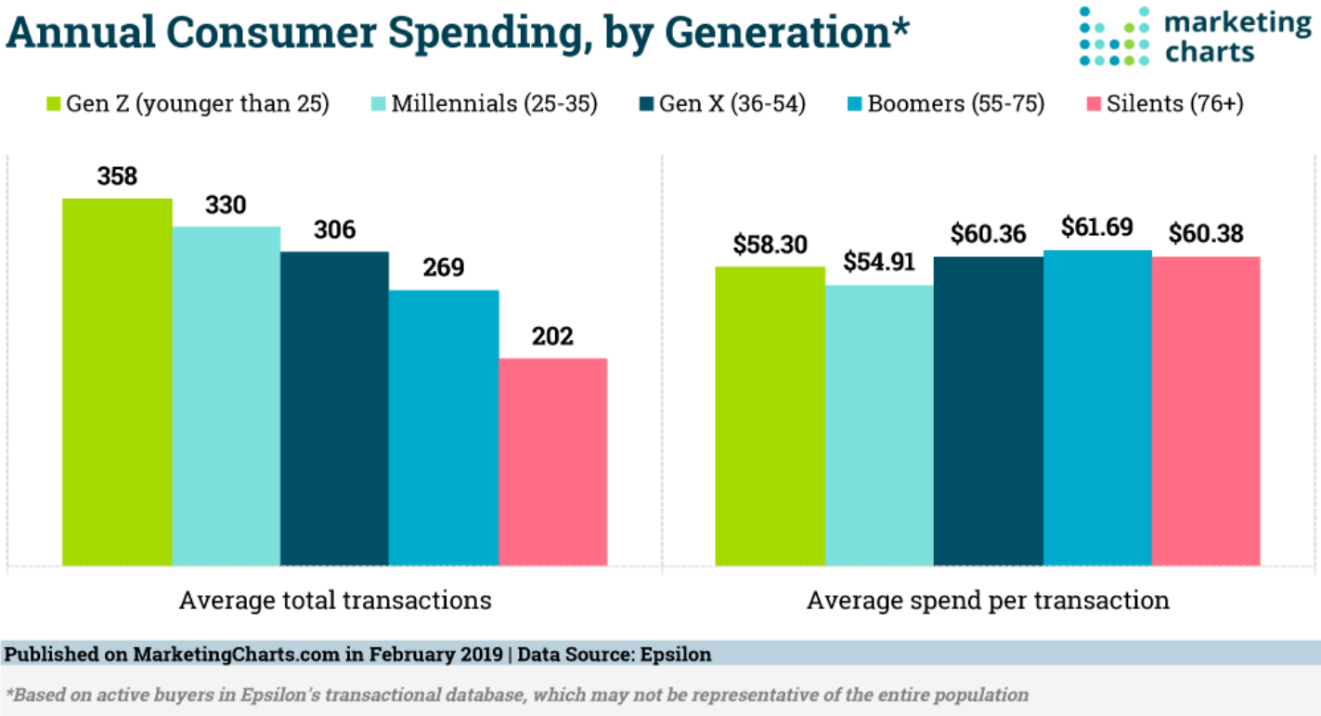 Annual Consumer Spending, by Generation*
marketing
charts
Gen Z (younger than 25) Millennials (25-35) Gen X (36-54) Boomers (55-75) Silents (76+)
358
330
306
269
202
$58.30
$54.91
$60.36
$61.69
$60.38
Average total transactions
Average spend per transaction
Published on MarketingCharts.com in February 2019 | Data Source: Epsilon
*Based on active buyers in Epsilon's transactional database, which may not be representative of the entire population